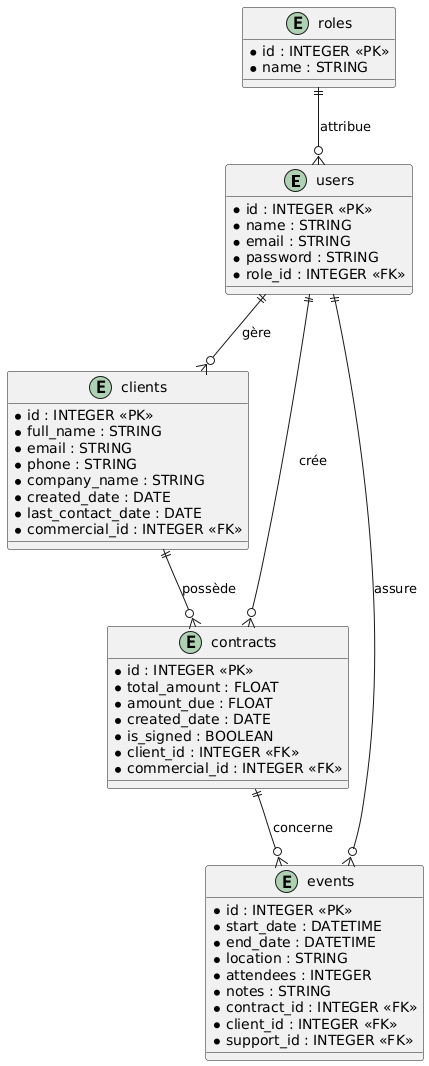 E roles
id : INTEGER «PK»
name : STRING
attribue
E users
id : INTEGER «PK»
name : STRING
email : STRING
password : STRING
role_id : INTEGER «FK»
gère
E clients
id : INTEGER «PK»
full_name : STRING
email : STRING
phone : STRING
company_name : STRING
created_date : DATE
last_contact_date : DATE
commercial_id : INTEGER «FK»
crée
possède
assure
E contracts
id : INTEGER «PK»
total_amount : FLOAT
amount_due : FLOAT
created_date : DATE
is_signed : BOOLEAN
client_id : INTEGER «FK»
commercial_id : INTEGER «FK»
concerne
E events
id : INTEGER «PK»
start_date : DATETIME
end_date : DATETIME
location : STRING
attendees : INTEGER
notes : STRING
contract_id : INTEGER «FK»
client_id : INTEGER «FK»
support_id : INTEGER «FK»